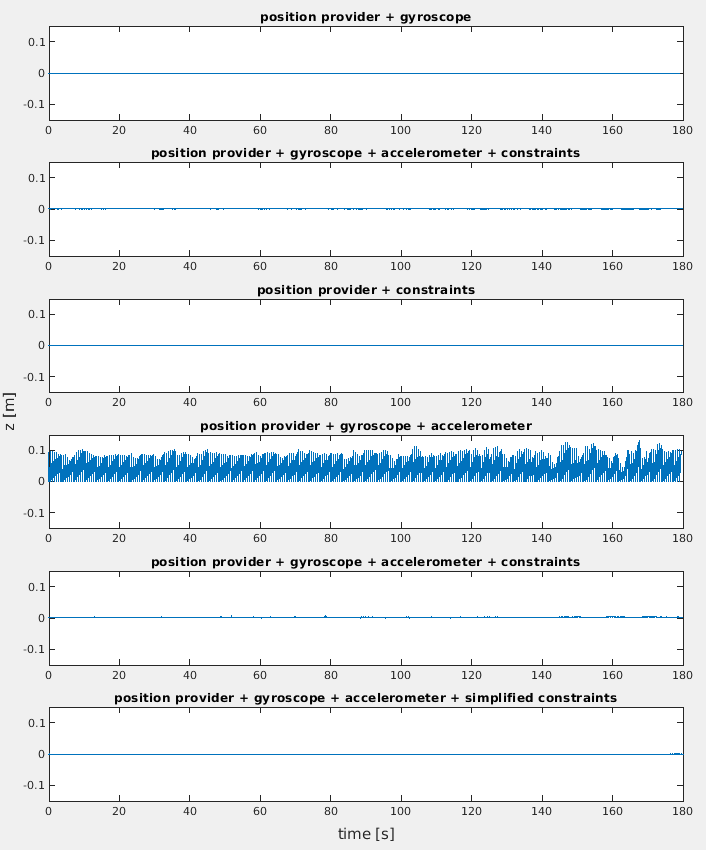 position provider + gyroscope
0.1
0
-0.1
0 20 40 60 80 100 120 140 160 180
position provider + gyroscope + accelerometer + constraints
0.1
0
-0.1
0 20 40 60 80 100 120 140 160 180
position provider + constraints
0.1
0
-0.1
0 20 40 60 80 100 120 140 160 180
z [m]
position provider + gyroscope + accelerometer
0.1
0
-0.1
0 20 40 60 80 100 120 140 160 180
position provider + gyroscope + accelerometer + constraints
0.1
0
-0.1
0 20 40 60 80 100 120 140 160 180
position provider + gyroscope + accelerometer + simplified constraints
0.1
0
-0.1
0 20 40 60 80 100 120 140 160 180
time [s]